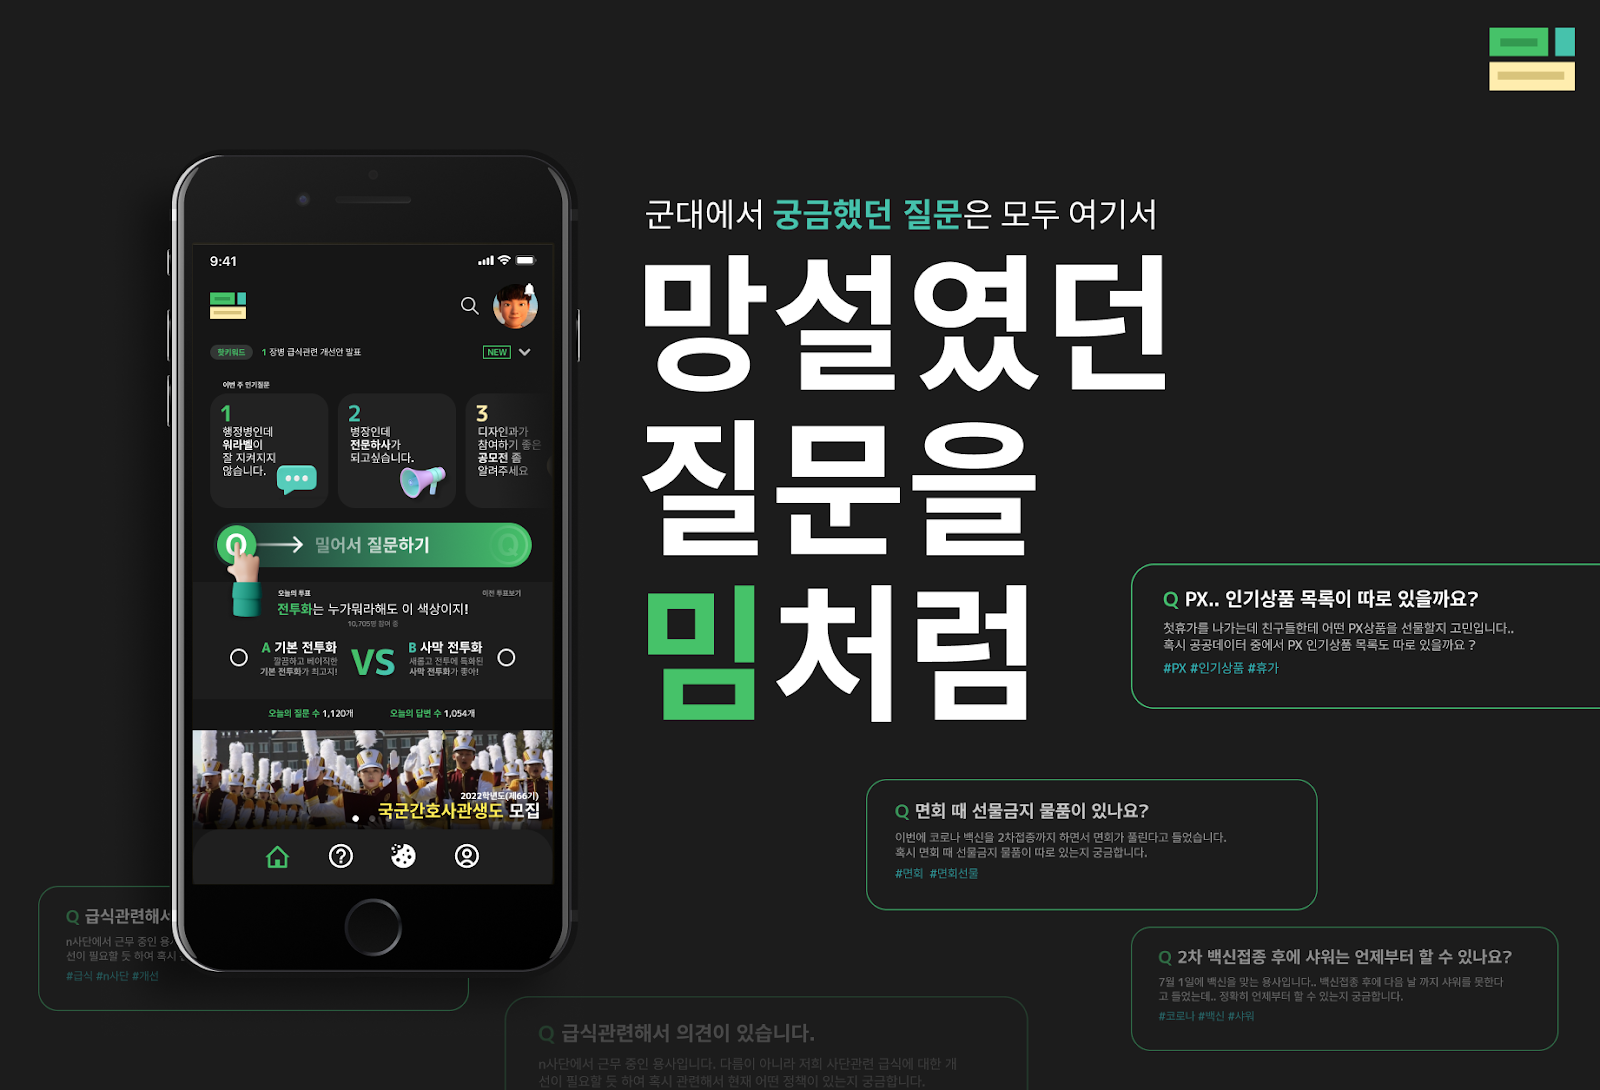 군대에서 궁금했던 질문은 모두 여기서
망설였던
질문을
밈처럼
9:41
핫키워드 1 장병 급식관련 개선안 발표 NEW
이번 주 인기질문
1
행정병인데
워라벨이
잘 지켜지지
않습니다.
2
병장인데
전문하사가
되고싶습니다.
3
디자인과가
참여하기 좋은
공모전 좀
알려주세요
Q 밀어서 질문하기 Q
오늘의 투표 이전 투표보기
전투화는 누가뭐라해도 이 색상이지!
10,705명 참여 중
A 기본 전투화
깔끔하고 베이직한
기본 전투화가 최고지!
VS
B 사막 전투화
새롭고 전투에 특화된
사막 전투화가 좋아!
오늘의 질문 수 1,120개 오늘의 답변 수 1,054개
2022학년도(제66기)
국군간호사관생도 모집
Q PX.. 인기상품 목록이 따로 있을까요?
첫휴가를 나가는데 친구들한테 어떤 PX상품을 선물할지 고민입니다..
혹시 공공데이터 중에서 PX 인기상품 목록도 따로 있을까요 ?
#PX #인기상품 #휴가
Q 면회 때 선물금지 물품이 있나요?
이번에 코로나 백신을 2차접종까지 하면서 면회가 풀린다고 들었습니다.
혹시 면회 때 선물금지 물품이 따로 있는지 궁금합니다.
#면회 #면회선물
Q 급식관련해서
n사단에서 근무 중인 용사
선이 필요할 듯 하여 혹시
#급식 #n사단 #개선
Q 2차 백신접종 후에 샤워는 언제부터 할 수 있나요?
7월 1일에 백신을 맞는 용사입니다.. 백신접종 후에 다음 날 까지 샤워를 못한다
고 들었는데.. 정확히 언제부터 할 수 있는지 궁금합니다.
#코로나 #백신 #샤워
Q 급식관련해서 의견이 있습니다.
n사단에서 근무 중인 용사입니다. 다름이 아니라 저희 사단관련 급식에 대한 개
선이 필요할 듯 하여 혹시 관련해서 현재 어떤 정책이 있는지 궁금합니다.